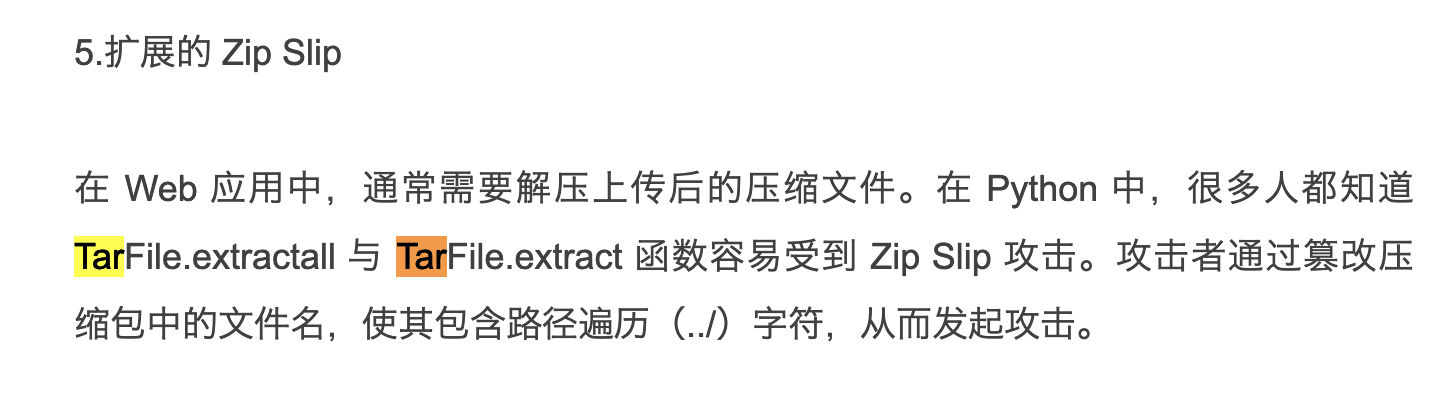 5.扩展的 Zip Slip
在 Web 应用中，通常需要解压上传后的压缩文件。在 Python 中，很多人都知道
TarFile.extractall 与 TarFile.extract 函数容易受到 Zip Slip 攻击。攻击者通过篡改压
缩包中的文件名，使其包含路径遍历（../）字符，从而发起攻击。